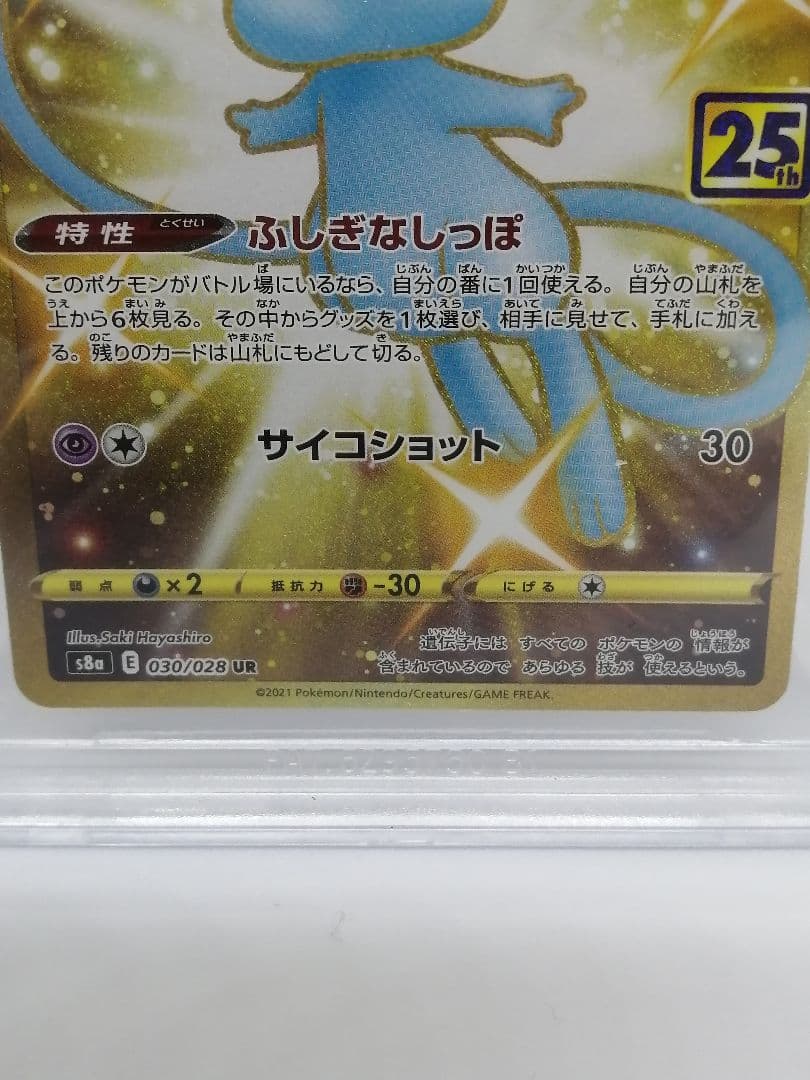 25th
特性 とくせい ふしぎなしっぽ
このポケモンがバトル場にいるなら、自分の番に1回使える。自分の山札を
上から6枚見る。その中からグッズを1枚選び、相手に見せて、手札に加え
る。残りのカードは山札にもどして切る。
サイコショット 30
弱点 ×2 抵抗力 -30 にげる
Illus. Saki Hayashiro
遺伝子には すべての ポケモンの 情報が
s8a E 030/028 UR 含まれているので あらゆる 技が 使えるという。
©2021 Pokémon/Nintendo/Creatures/GAME FREAK.